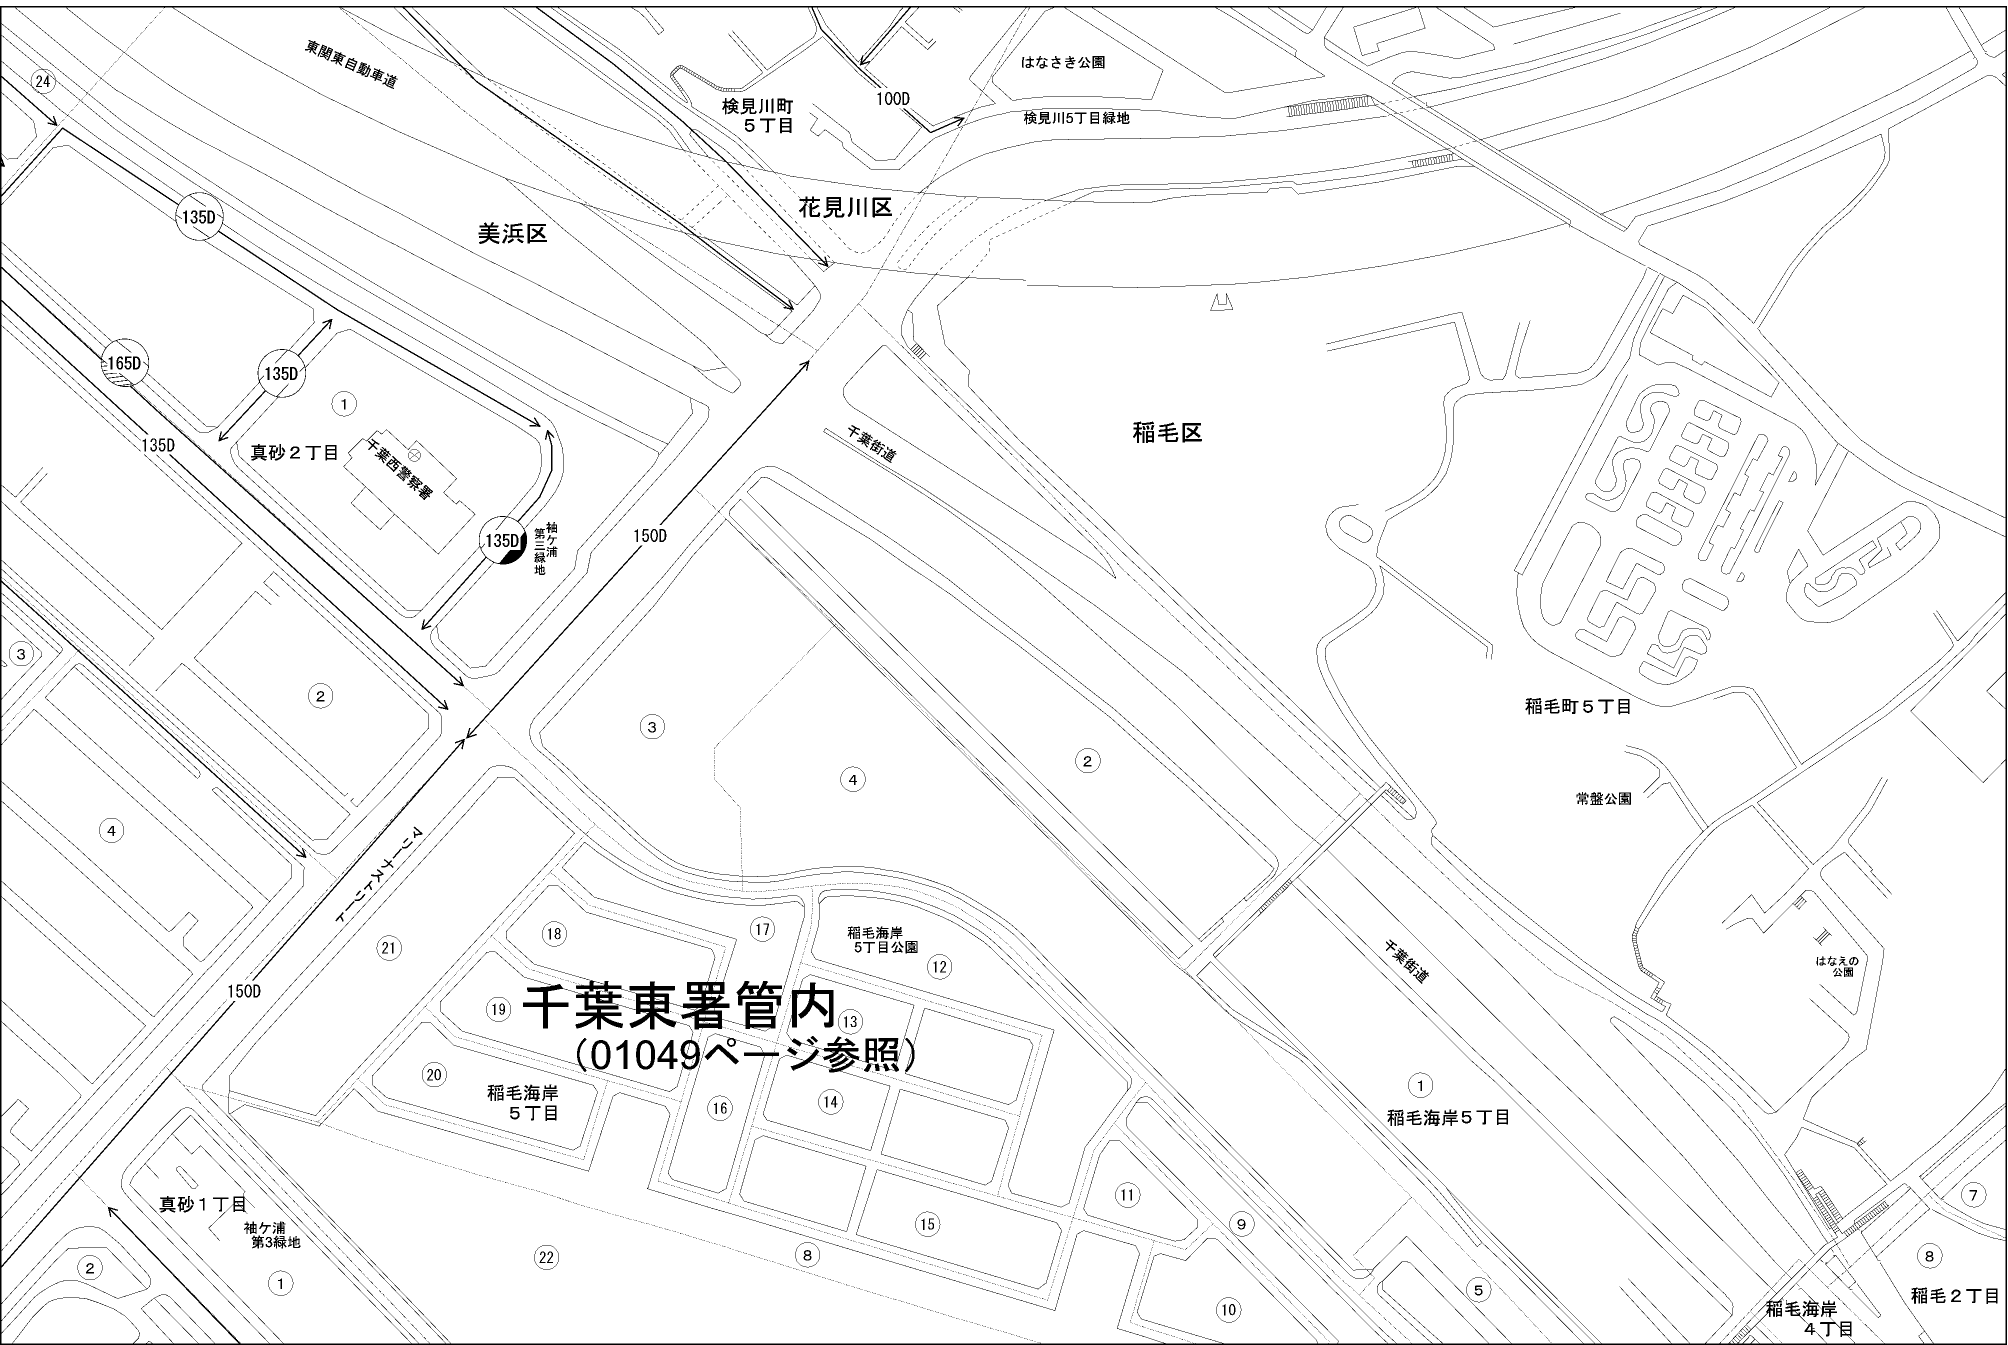 東関東自動車道
はなさき公園
24
検見川町
5丁目
100D
検見川5丁目緑地
135D
花見川区
美浜区
165D
135D
1
稲毛区
135D
真砂2丁目
千葉西警察署
千葉街道
135D
袖ケ浦
第三緑地
150D
3
2
3
稲毛町5丁目
2
4
常盤公園
4
マリーナストリート
17
18
稲毛海岸
5丁目公園
21
12
千葉街道
はなえの
公園
150D
19
千葉東署管内
13
(01049ページ参照)
20
稲毛海岸
5丁目
16
14
1
稲毛海岸5丁目
真砂1丁目
11
7
袖ケ浦
第3緑地
15
9
22
8
8
2
1
5
10
稲毛2丁目
稲毛海岸
4丁目